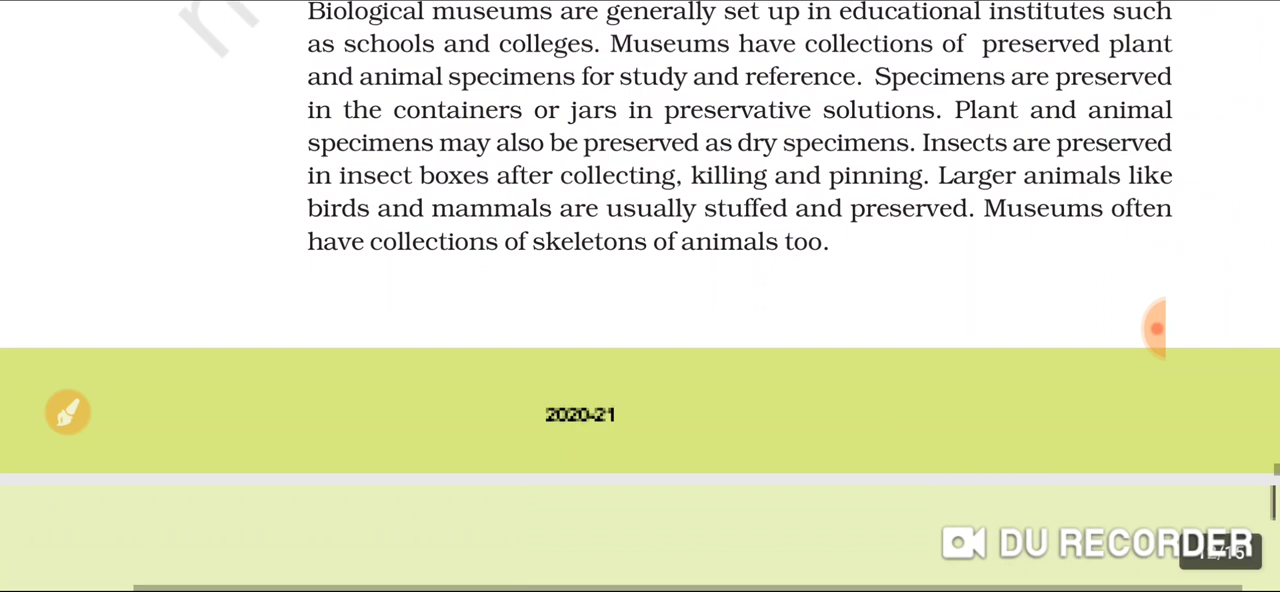 Biological museums are generally set up in educational institutes such
as schools and colleges. Museums have collections of preserved plant
and animal specimens for study and reference. Specimens are preserved
in the containers or jars in preservative solutions. Plant and animal
specimens may also be preserved as dry specimens. Insects are preserved
in insect boxes after collecting, killing and pinning. Larger animals like
birds and mammals are usually stuffed and preserved. Museums often
have collections of skeletons of animals too.
2020-21
DU RECORDER